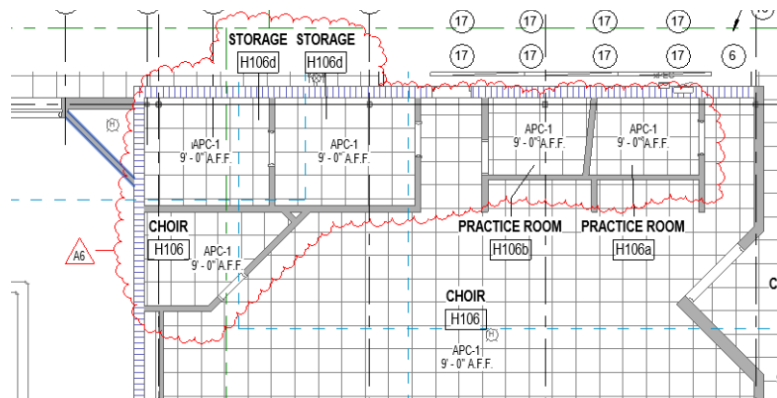 17 17 17 17
17 17 17 17 6
STORAGE STORAGE
H106d H106d
APC-1 APC-1 APC-1 APC-1
9' - 0" A.F.F. 9' - 0" A.F.F. 9' - 0" A.F.F. 9' - 0" A.F.F.
H
CHOIR PRACTICE ROOM PRACTICE ROOM
H106 H106b H106a
APC-1
9' - 0" A.F.F.
A6
CHOIR
H106
H
APC-1
9' - 0" A.F.F.
C